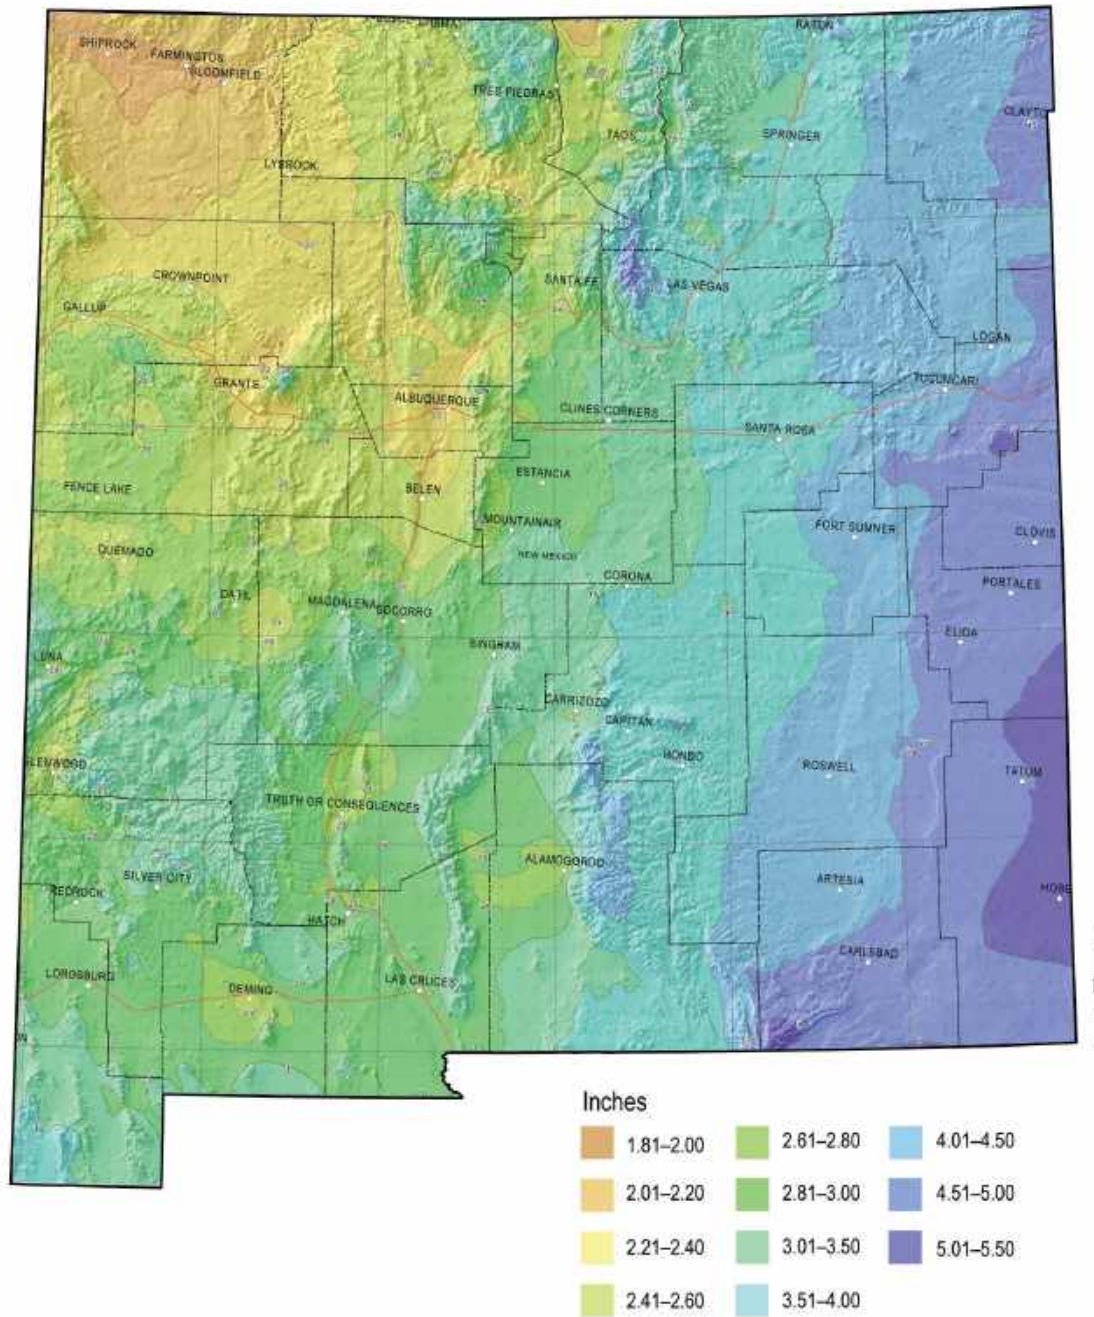 RATON
SHIPROCK
FARMINGTON
BLOOMFIELD
TRES PIEDRAS
CLAYTO
TAOS
SPRINGER
LYBROOK
CROWNPOINT
SANTA FE
LAS VEGAS
GALLUP
LOGAN
GRANTS
TUCUMCARI
ALBUQUERQUE
CLINES CORNERS
SANTA ROSA
ESTANCIA
FENCE LAKE
BELEN
MOUNTAINAIR
FORT SUMNER
CLOVIS
QUEMADO
NEW MEXICO
CORONA
PORTALES
DATIL
MAGDALENA
SOCORRO
BINGHAM
ELIDA
LUNA
CARRIZOZO
CAPITAN
HONDO
GLENWOOD
ROSWELL
TATUM
TRUTH OR CONSEQUENCES
ALAMOGORDO
SILVER CITY
ARTESIA
REDROCK
HOBB
HATCH
CARLSBAD
LORDSBURG
DEMING
LAS CRUCES
Inches
1.81–2.00
2.61–2.80
4.01–4.50
2.01–2.20
2.81–3.00
4.51–5.00
2.21–2.40
3.01–3.50
5.01–5.50
2.41–2.60
3.51–4.00